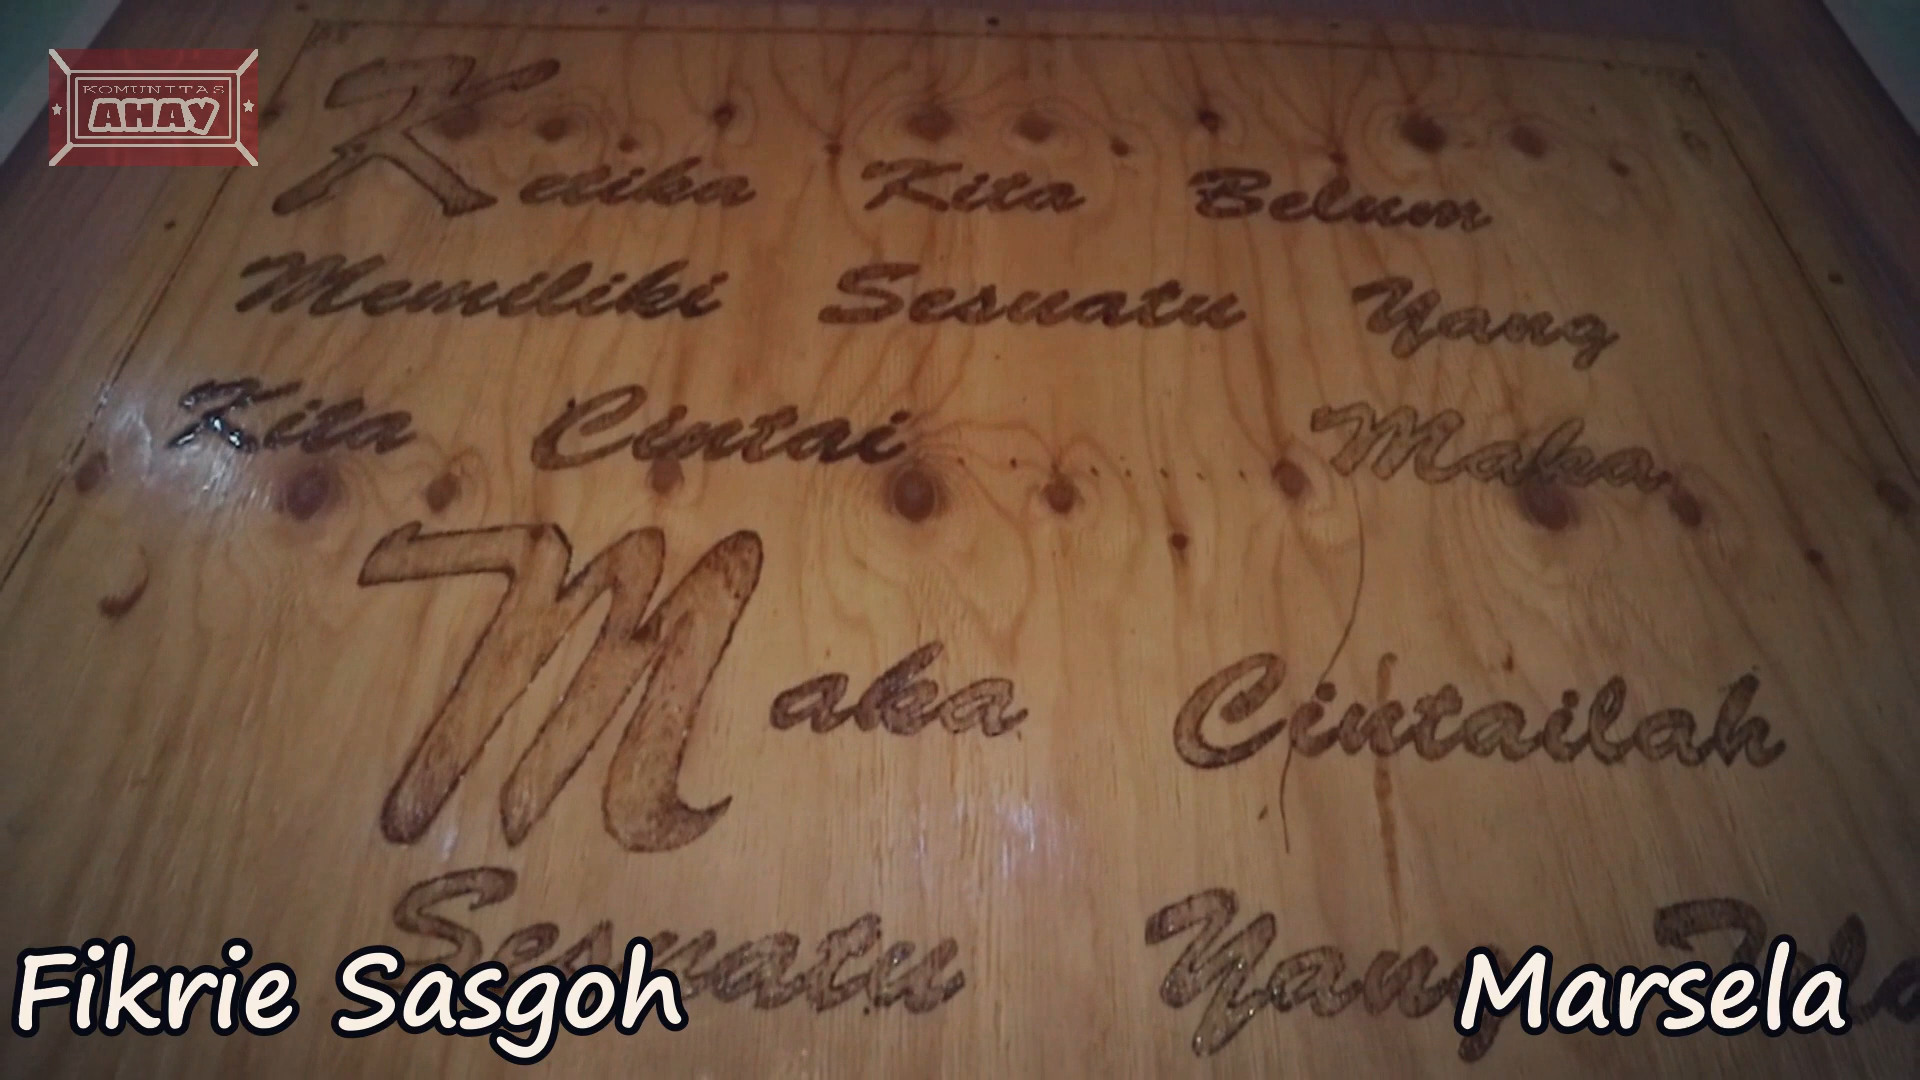 KOMUNITAS
AHAY
Ketika Kita Belum
Memiliki Sesuatu Yang
Kita Cintai ........ Maka
Maka Cintailah
Sesuatu Yang
Fikrie Sasgoh
Marsela